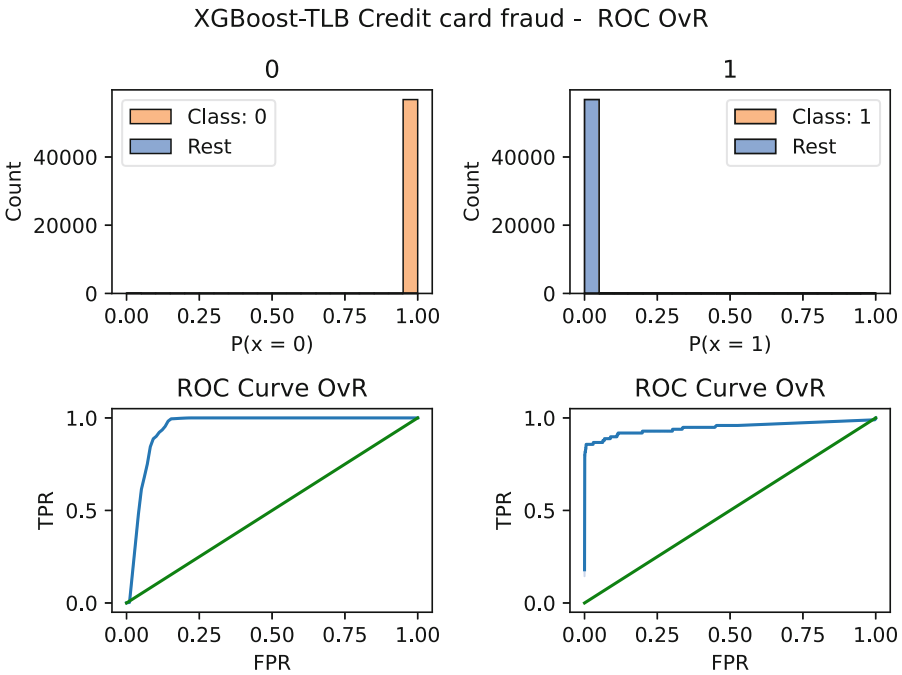 XGBoost-TLB Credit card fraud - ROC OvR
0
Class: 0
Rest
Count
40000
20000
0
0.00 0.25 0.50 0.75 1.00
P(x = 0)
1
Class: 1
Rest
Count
40000
20000
0
0.00 0.25 0.50 0.75 1.00
P(x = 1)
ROC Curve OvR
TPR
1.0
0.5
0.0
0.00 0.25 0.50 0.75 1.00
FPR
ROC Curve OvR
TPR
1.0
0.5
0.0
0.00 0.25 0.50 0.75 1.00
FPR